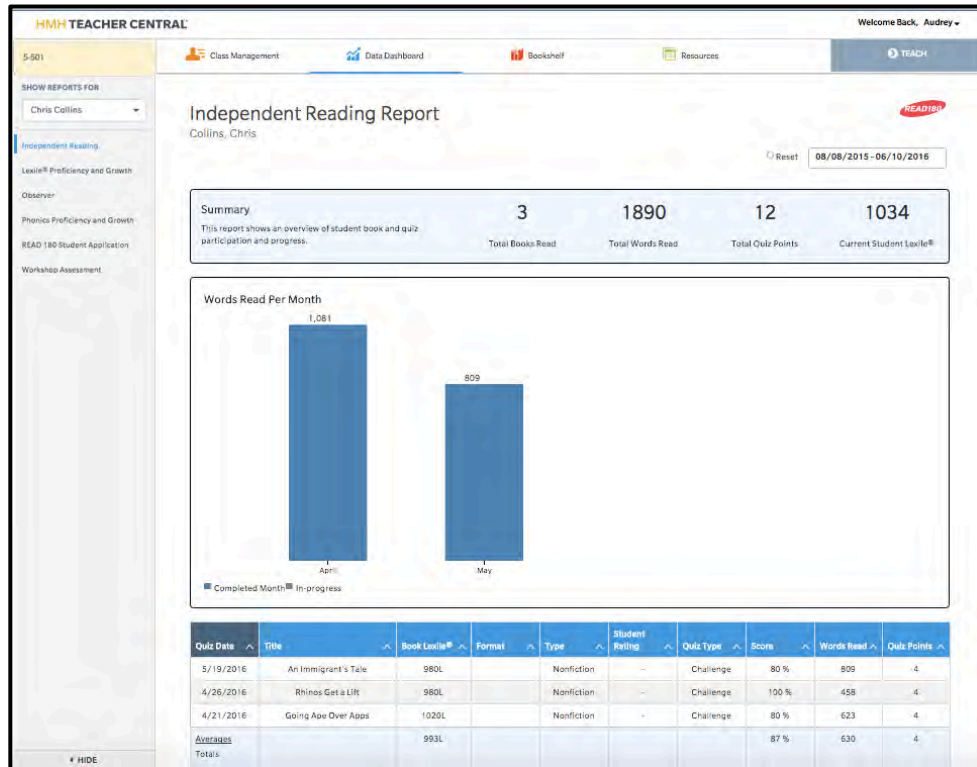 HMH TEACHER CENTRAL
Welcome Back, Audrey
5-501
Class Management
Data Dashboard
Bookshelf
Resources
TEACH
SHOW REPORTS FOR
Chris Collins
Independent Reading
Lexile® Proficiency and Growth
Observer
Phonics Proficiency and Growth
READ 180 Student Application
Workshop Assessment
Independent Reading Report
Collins, Chris
READ180
Reset 08/08/2015-06/10/2016
Summary
This report shows an overview of student book and quiz
participation and progress.
3 1890 12 1034
Total Books Read Total Words Read Total Quiz Points Current Student Lexile®
Words Read Per Month
1,081
809
April May
Completed Month In-progress
Quiz Date Title Book Lexile® Format Type Student Rating Quiz Type Score Words Read Quiz Points
5/19/2016 An Immigrant's Tale 980L Nonfiction - Challenge 80 % 809 4
4/26/2016 Rhinos Get a Lift 980L Nonfiction - Challenge 100 % 458 4
4/21/2016 Going Ape Over Apps 1020L Nonfiction - Challenge 80 % 623 4
Averages 993L 87 % 630 4
Totals
HIDE